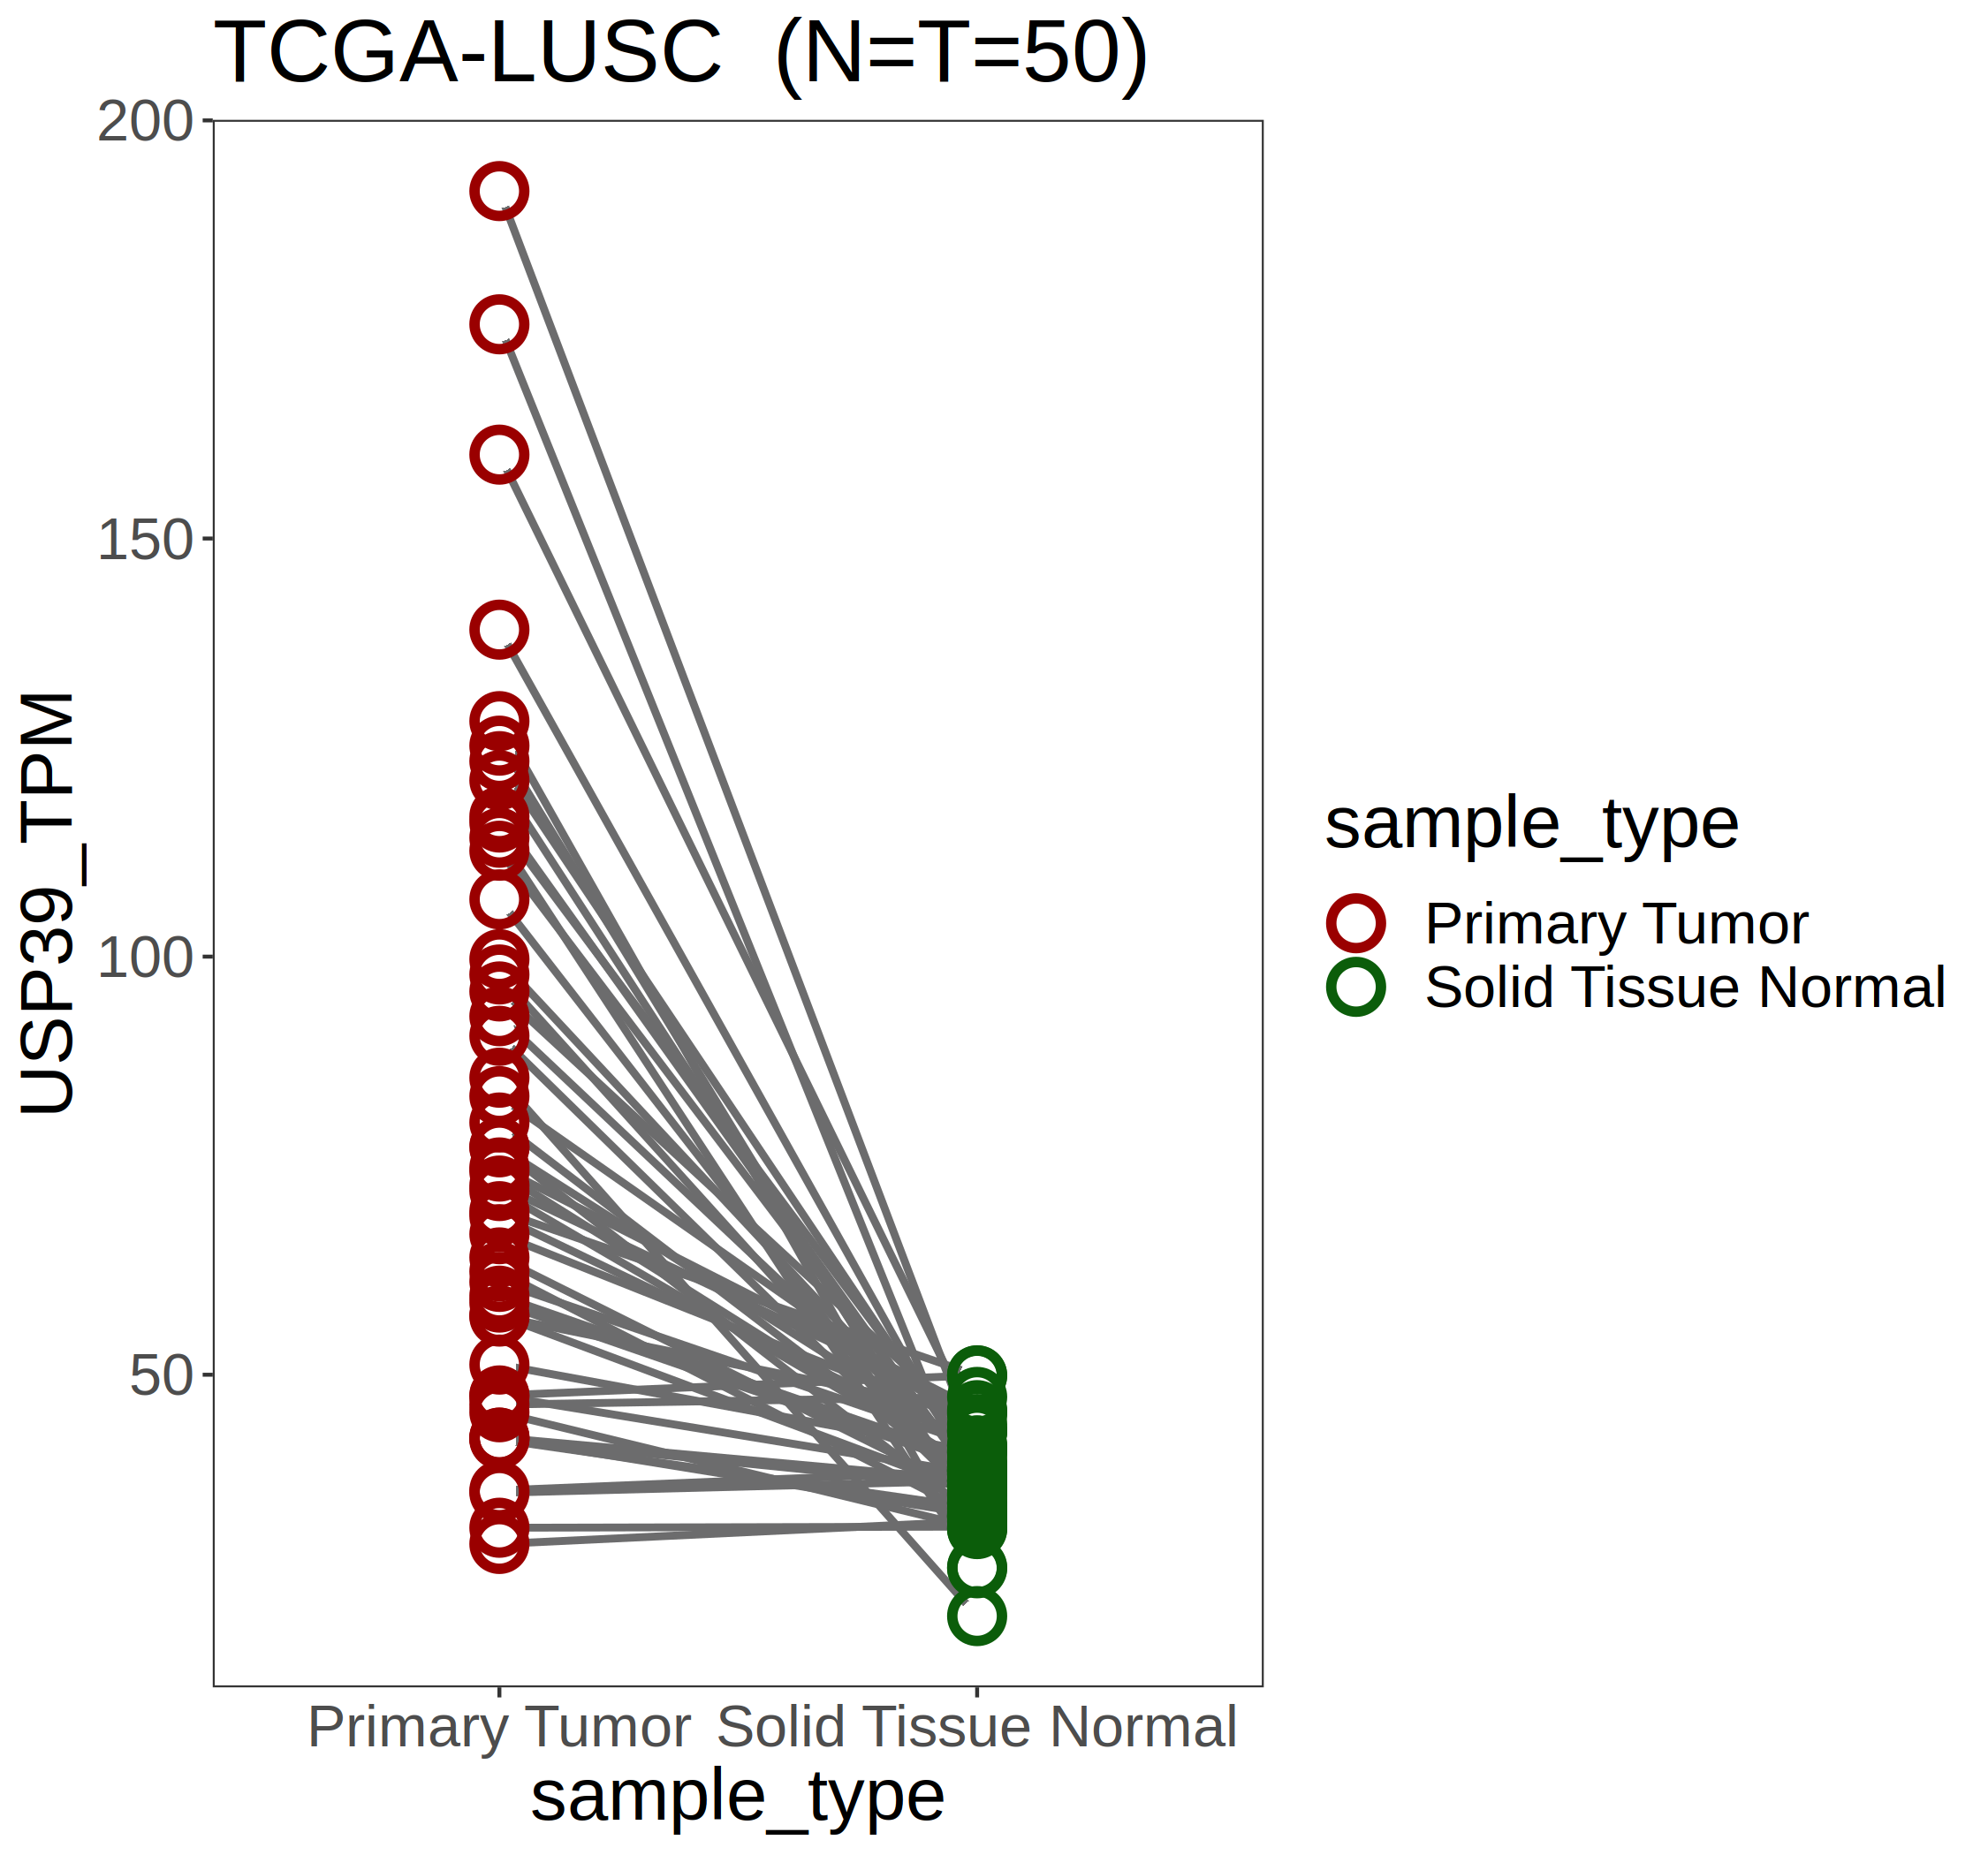 TCGA-LUSC  (N=T=50)
200
150
100
50
USP39_TPM
Primary Tumor
Solid Tissue Normal
sample_type
sample_type
Primary Tumor
Solid Tissue Normal